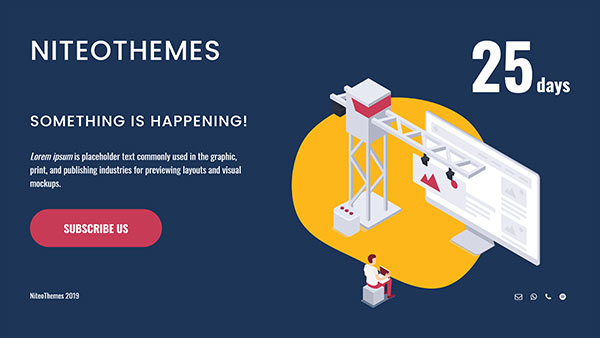 NITEOTHEMES
25 days
SOMETHING IS HAPPENING!
Lorem ipsum is placeholder text commonly used in the graphic,
print, and publishing industries for previewing layouts and visual
mockups.
SUBSCRIBE US
NiteoThemes 2019